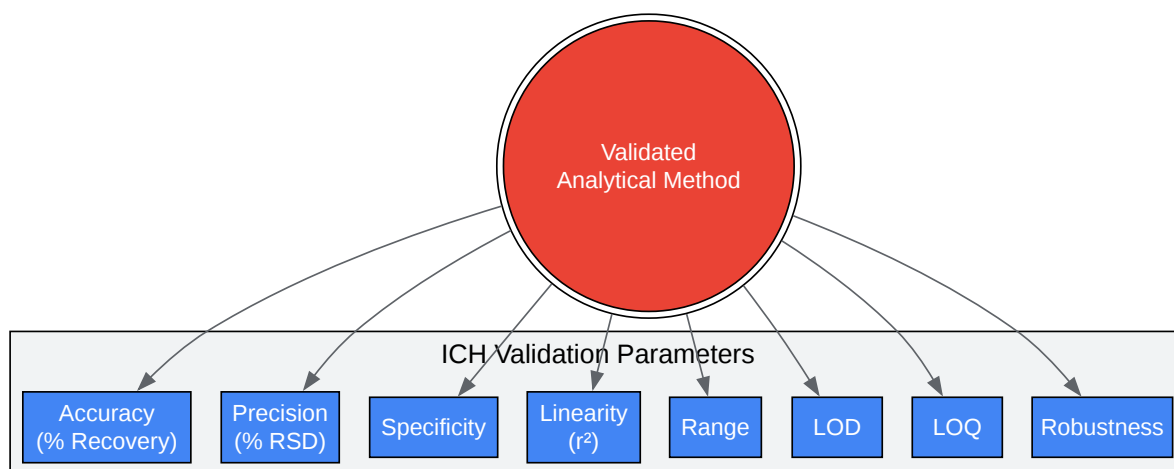 Validated
Analytical Method
ICH Validation Parameters
Accuracy
(% Recovery)
Precision
(% RSD)
Specificity
Linearity
(r²)
Range
LOD
LOQ
Robustness